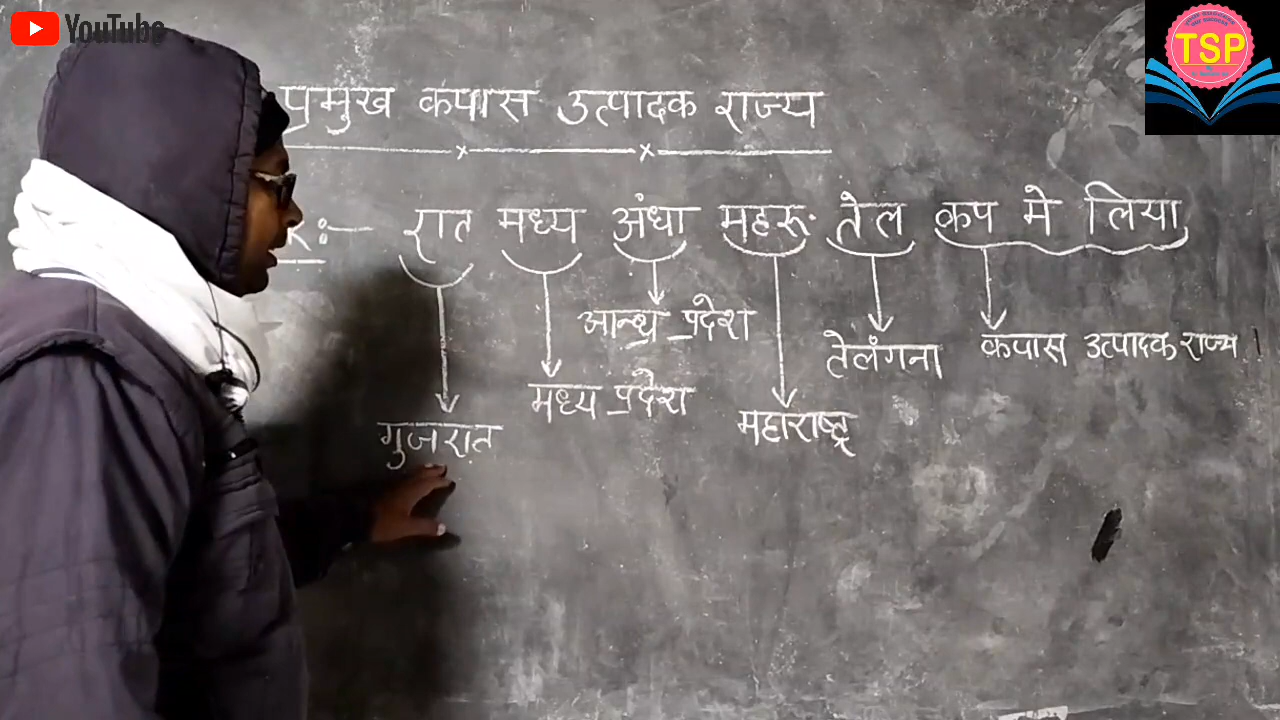 YouTube
TSP
प्रमुख कपास उत्पादक राज्य
रात मध्य अंधा महरू तेल कप मे लिया
आन्ध्र प्रदेश
तेलंगना कपास उत्पादक राज्य
मध्य प्रदेश
महाराष्ट्र
गुजरात